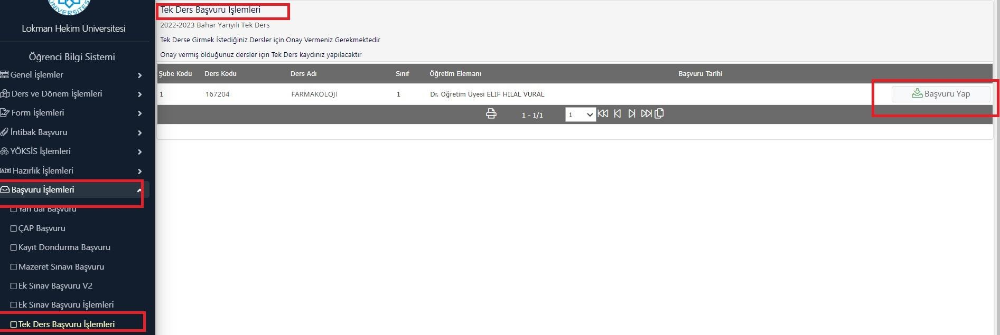 ÜNİVERSİTESİ
Lokman Hekim Üniversitesi
Öğrenci Bilgi Sistemi
Genel İşlemler
Ders ve Dönem İşlemleri
Form İşlemleri
İntibak Başvuru
YÖKSİS İşlemleri
Hazırlık İşlemleri
Başvuru İşlemleri
Yan dal Başvuru
ÇAP Başvuru
Kayıt Dondurma Başvuru
Mazeret Sınavı Başvuru
Ek Sınav Başvuru V2
Ek Sınav Başvuru İşlemleri
Tek Ders Başvuru İşlemleri
Tek Ders Başvuru İşlemleri
2022-2023 Bahar Yarıyılı Tek Ders
Tek Derse Girmek İstediğiniz Dersler için Onay Vermeniz Gerekmektedir
Onay vermiş olduğunuz dersler için Tek Ders kaydınız yapılacaktır
Şube Kodu Ders Kodu Ders Adı Sınıf Öğretim Elemanı Başvuru Tarihi
1 167204 FARMAKOLOJİ 1 Dr. Öğretim Üyesi ELİF HİLAL VURAL Başvuru Yap
1 - 1/1 1